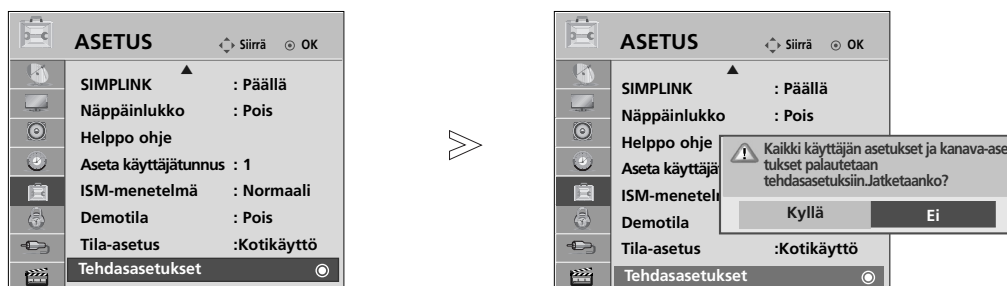 ASETUS
Siirrä
OK
SIMPLINK : Päällä
Näppäinlukko : Pois
Helppo ohje
Aseta käyttäjätunnus : 1
ISM-menetelmä : Normaali
Demotila : Pois
Tila-asetus :Kotikäyttö
Tehdasasetukset
ASETUS
Siirrä
OK
SIMPLINK : Päällä
Näppäinlukko : Pois
Helppo ohje
Aseta käyttäjät
ISM-menetelm
Demotila
Tila-asetus :Kotikäyttö
Tehdasasetukset
Kaikki käyttäjän asetukset ja kanava-ase
tukset palautetaan
tehdasasetuksiin.Jatketaanko?
Kyllä
Ei